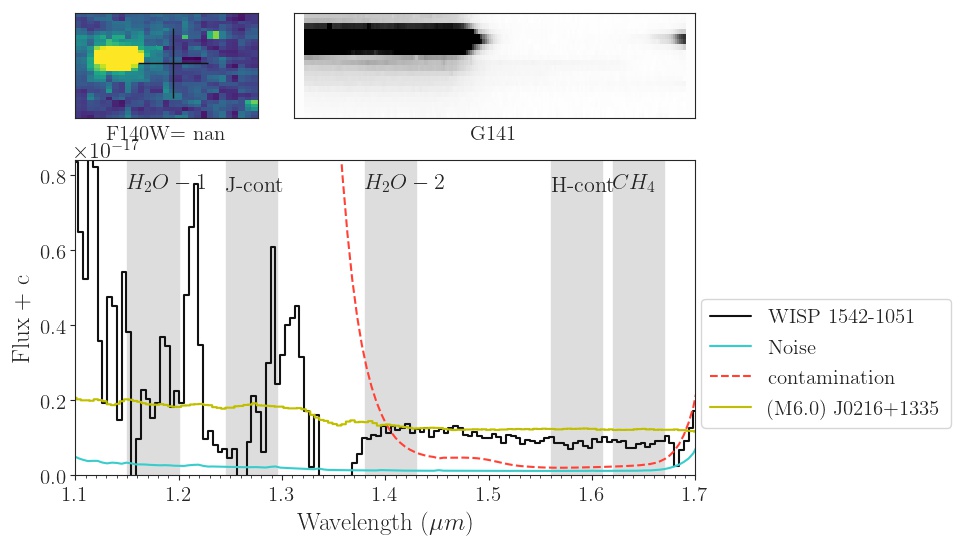 F140W= nan
G141
×10⁻¹⁷
H₂O − 1
J-cont
H₂O − 2
H-cont
CH₄
0.8
0.6
0.4
0.2
0.0
Flux + c
1.1 1.2 1.3 1.4 1.5 1.6 1.7
Wavelength (μm)
WISP 1542-1051
Noise
contamination
(M6.0) J0216+1335